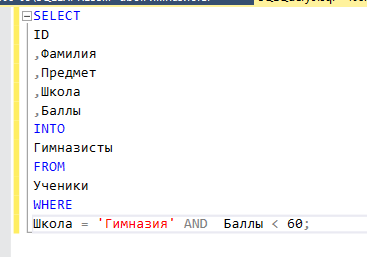 SELECT
ID
,Фамилия
,Предмет
,Школа
,Баллы
INTO
Гимназисты
FROM
Ученики
WHERE
Школа = 'Гимназия' AND  Баллы < 60;